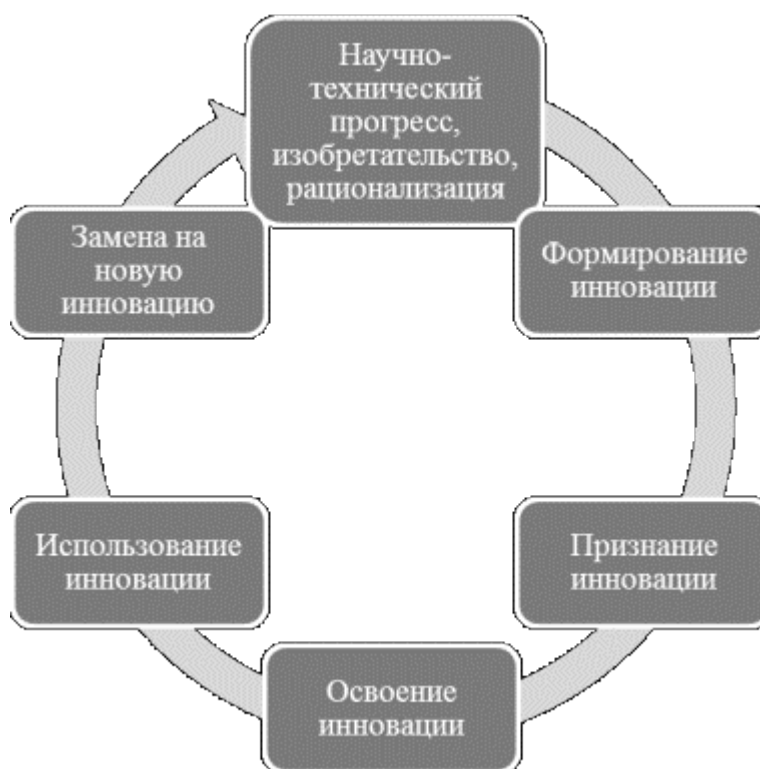 Научно-
технический
прогресс,
изобретательство,
рационализация
Формирование
инновации
Признание
инновации
Освоение
инновации
Использование
инновации
Замена на
новую
инновацию